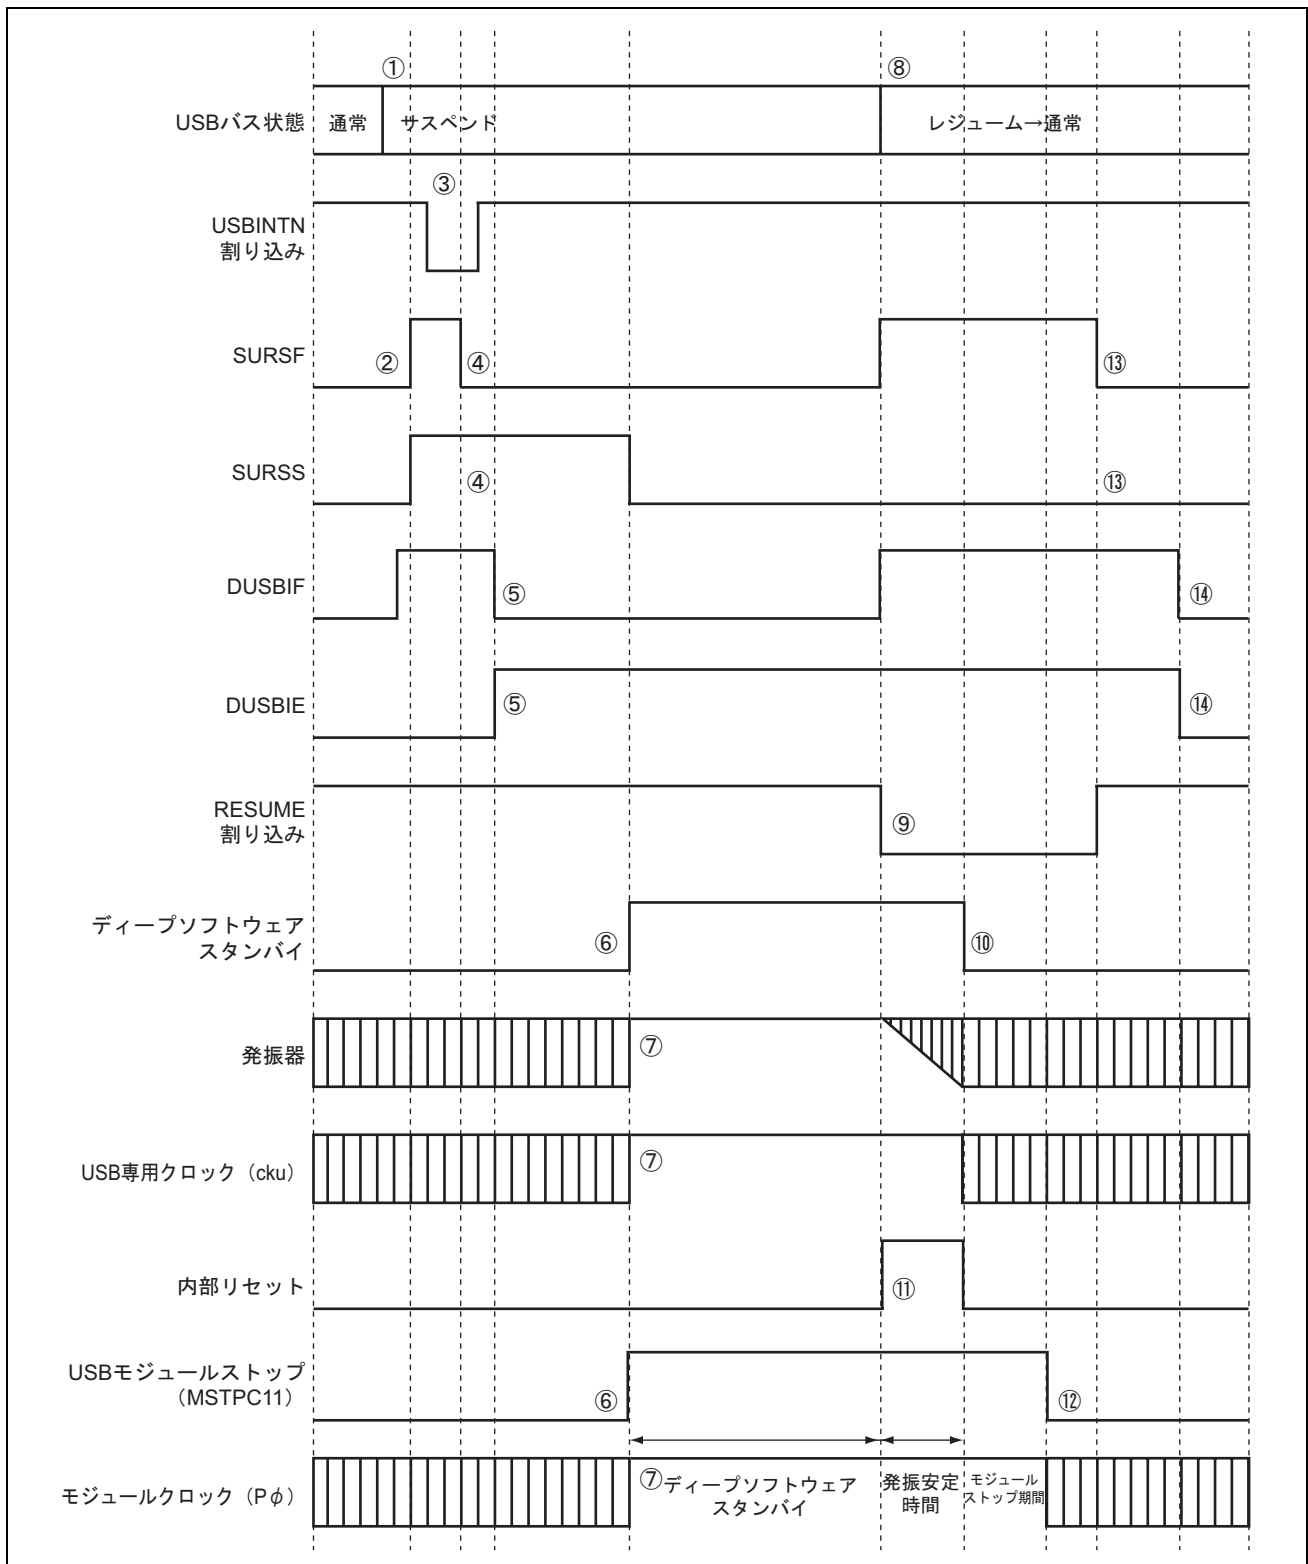 ① ⑧
USBバス状態 通常 サスペンド レジューム→通常
③
USBINTN
割り込み
SURSF ② ④ ⑬
SURSS ④ ⑬
DUSBIF ⑤ ⑭
DUSBIE ⑤ ⑭
RESUME
割り込み ⑨
ディープソフトウェア
スタンバイ ⑥ ⑩
発振器 ⑦
USB専用クロック（cku） ⑦
内部リセット ⑪
USBモジュールストップ
（MSTPC11） ⑥ ⑫
モジュールクロック（Pφ） ⑦ディープソフトウェア
スタンバイ
発振安定
時間
モジュール
ストップ期間